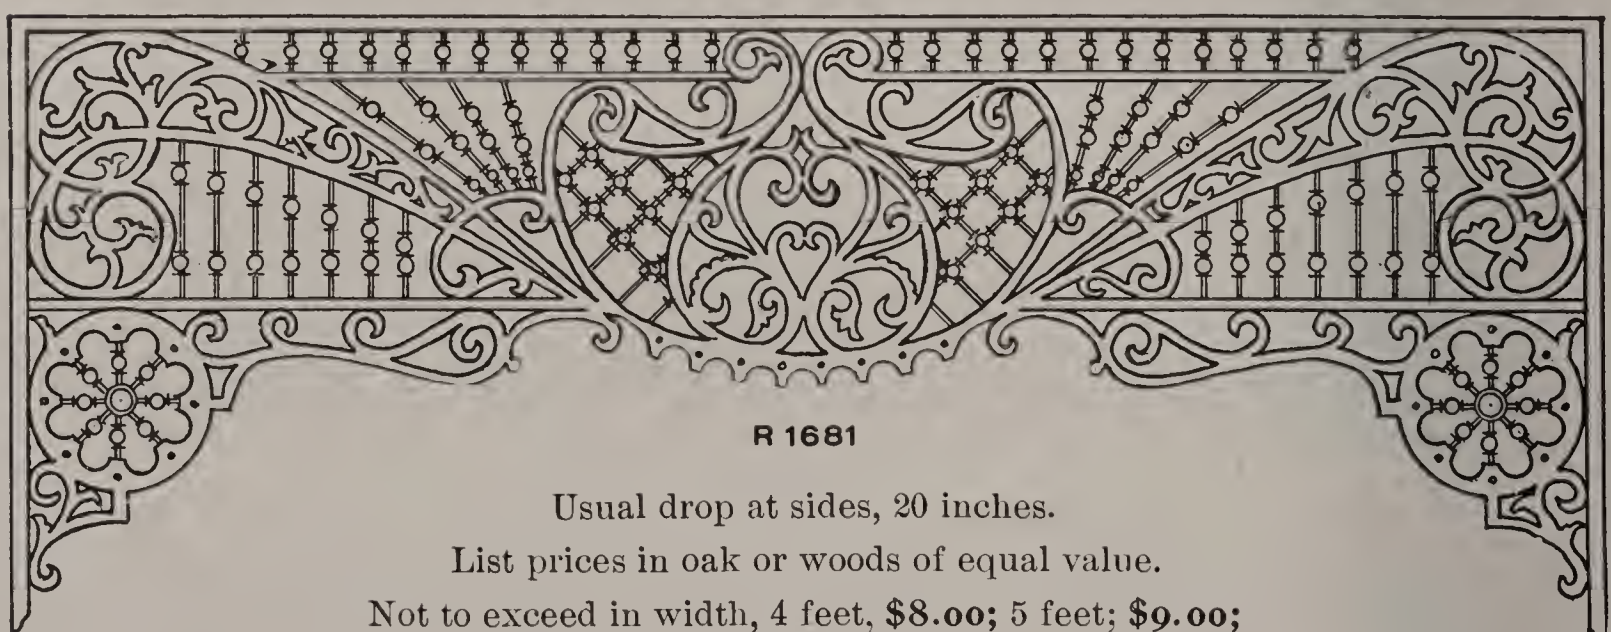 R 1681
Usual drop at sides, 20 inches.
List prices in oak or woods of equal value.
Not to exceed in width, 4 feet, $8.00; 5 feet; $9.00;